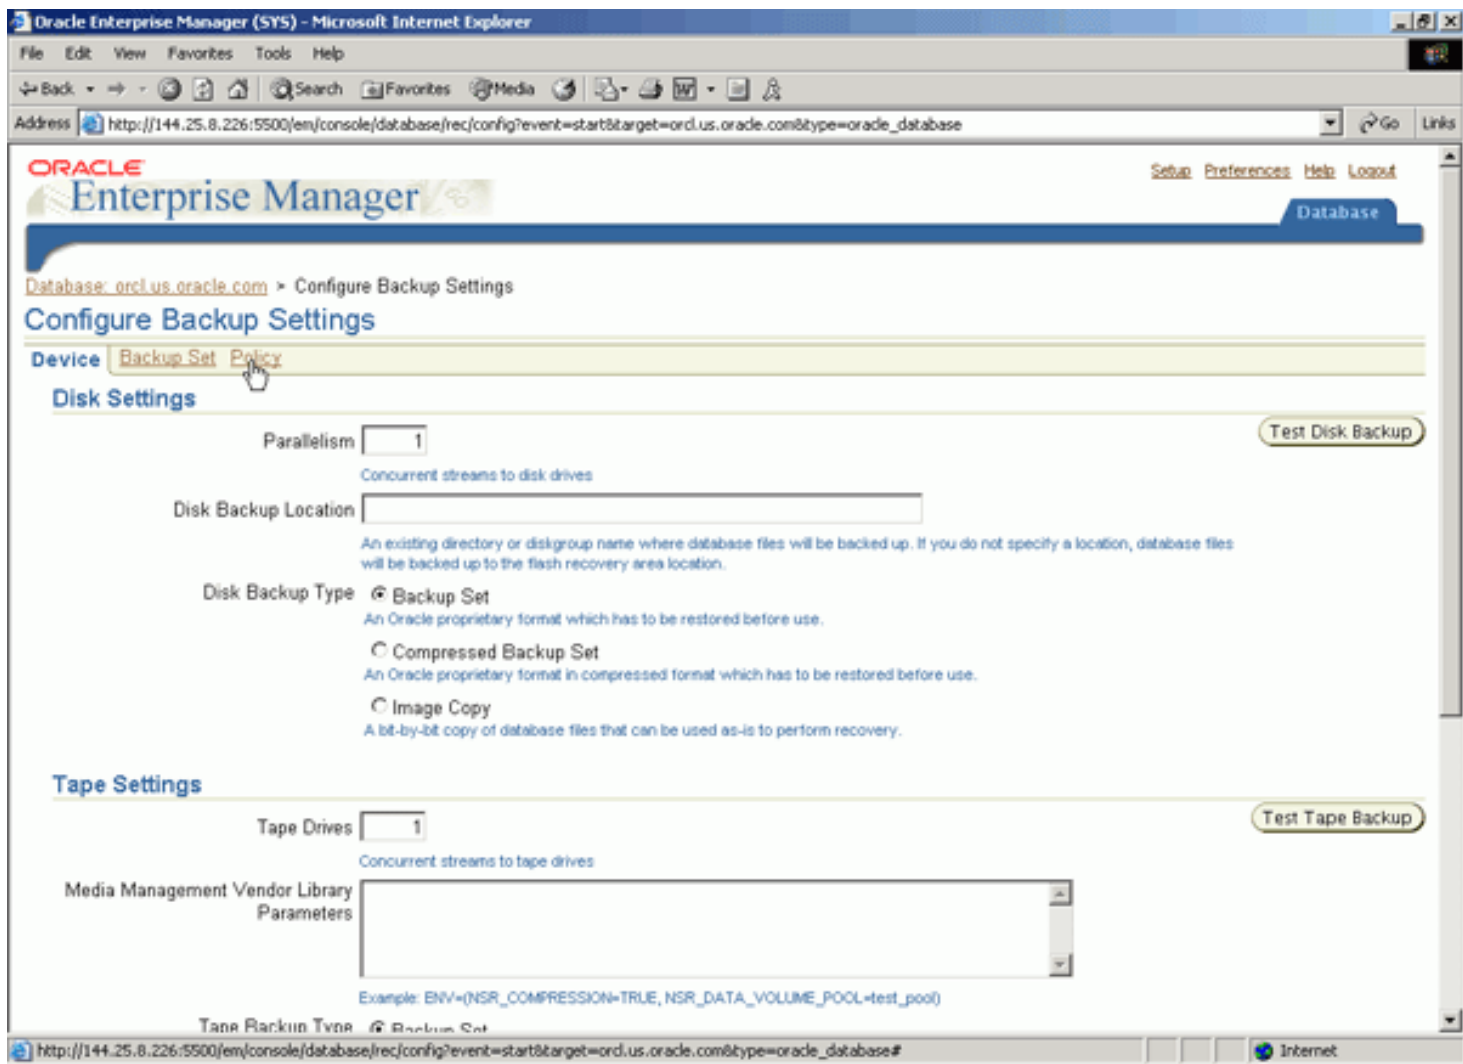 Oracle Enterprise Manager (SYS) - Microsoft Internet Explorer
File Edit View Favorites Tools Help
Back Search Favorites Media
Address http://144.25.8.226:5500/em/console/database/rec/config?event=start&target=orcl.us.oracle.com&type=oracle_database Go Links
ORACLE
Enterprise Manager
Setup Preferences Help Logout
Database
Database: orcl.us.oracle.com > Configure Backup Settings
Configure Backup Settings
Device Backup Set Policy
Disk Settings
Test Disk Backup
Parallelism 1
Concurrent streams to disk drives
Disk Backup Location
An existing directory or diskgroup name where database files will be backed up. If you do not specify a location, database files
will be backed up to the flash recovery area location.
Disk Backup Type Backup Set
An Oracle proprietary format which has to be restored before use.
Compressed Backup Set
An Oracle proprietary format in compressed format which has to be restored before use.
Image Copy
A bit-by-bit copy of database files that can be used as-is to perform recovery.
Tape Settings
Test Tape Backup
Tape Drives 1
Concurrent streams to tape drives
Media Management Vendor Library
Parameters
Example: ENV=(NSR_COMPRESSION=TRUE, NSR_DATA_VOLUME_POOL=test_pool)
Tape Backup Type Backup Set
http://144.25.8.226:5500/em/console/database/rec/config?event=start&target=orcl.us.oracle.com&type=oracle_database# Internet